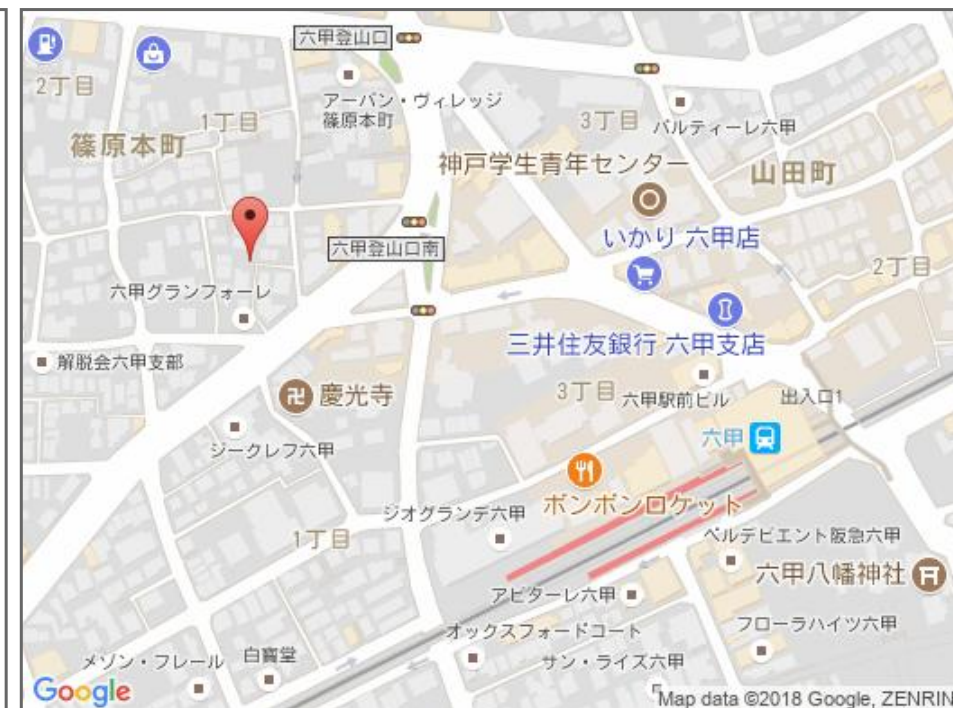 六甲登山口
2丁目
アーバン・ヴィレッジ
篠原本町
1丁目
篠原本町
3丁目
パルティーレ六甲
神戸学生青年センター
山田町
六甲登山口南
いかり 六甲店
2丁目
六甲グランフォーレ
三井住友銀行 六甲支店
解脱会六甲支部
慶光寺
3丁目
六甲駅前ビル
出入口1
六甲
ジークレフ六甲
ボンボンロケット
ジオグランデ六甲
1丁目
ベルデビエント阪急六甲
六甲八幡神社
アビターレ六甲
オックスフォードコート
フローラハイツ六甲
メゾン・フレール
白寳堂
サン・ライズ六甲
Google
Map data ©2018 Google, ZENRIN